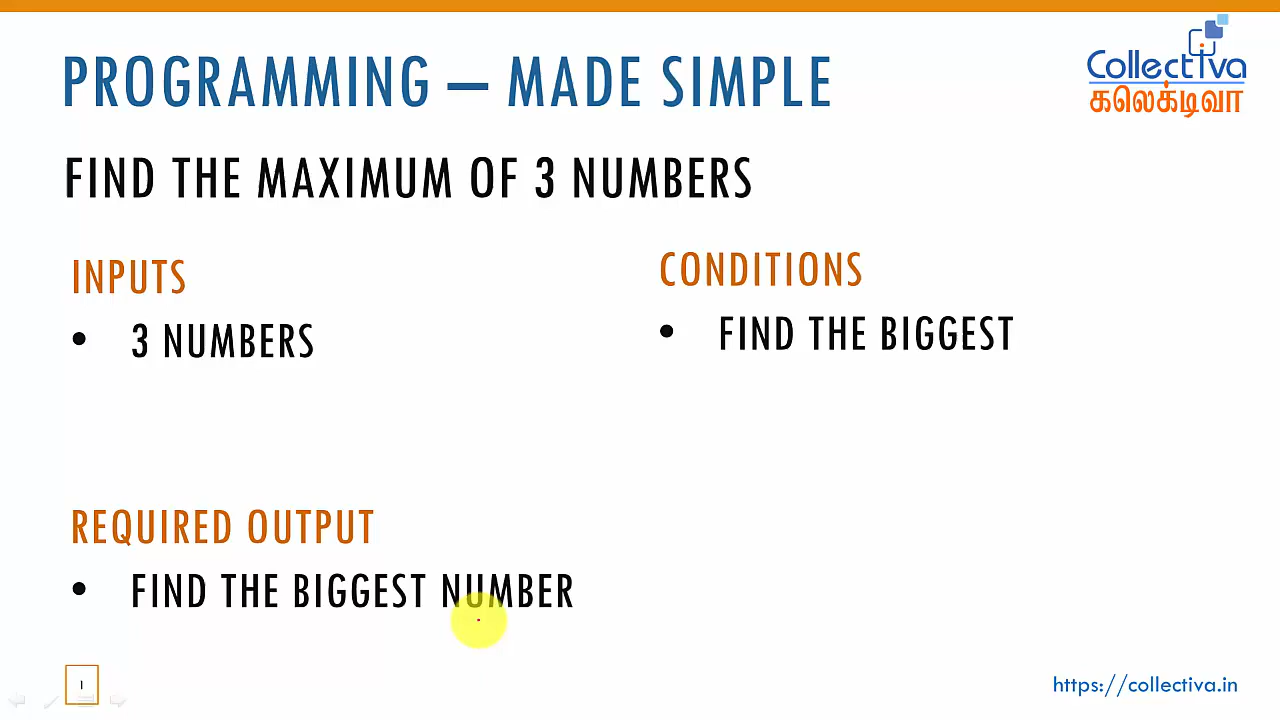 PROGRAMMING – MADE SIMPLE
Collectiva
கலெக்டிவா
FIND THE MAXIMUM OF 3 NUMBERS
INPUTS
• 3 NUMBERS
CONDITIONS
• FIND THE BIGGEST
REQUIRED OUTPUT
• FIND THE BIGGEST NUMBER
1
https://collectiva.in